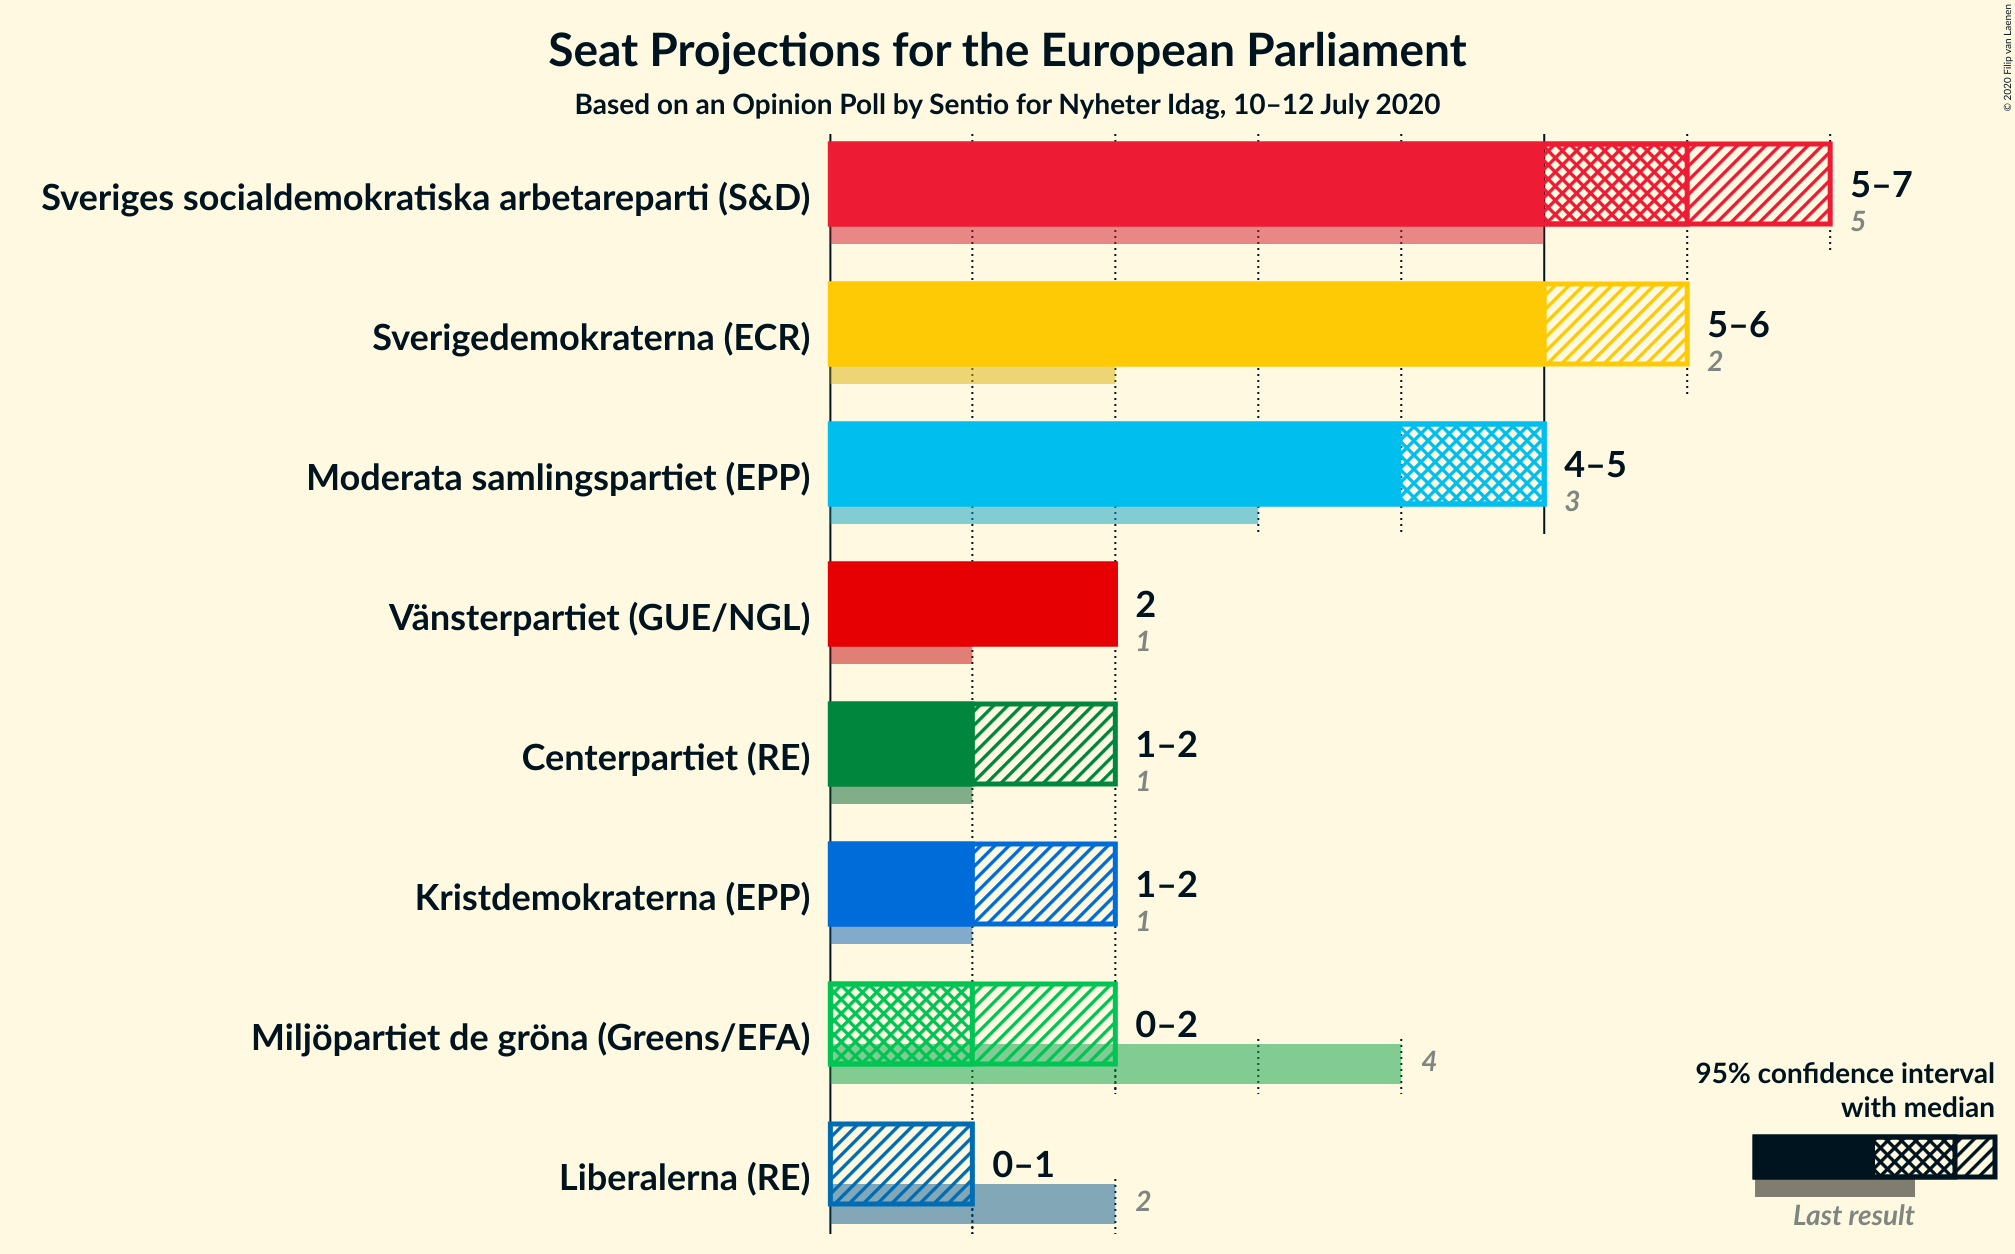 Seat Projections for the European Parliament
Based on an Opinion Poll by Sentio for Nyheter Idag, 10–12 July 2020
© 2020 Filip van Laenen
Sveriges socialdemokratiska arbetareparti (S&D)
5–7
5
Sverigedemokraterna (ECR)
5–6
2
Moderata samlingspartiet (EPP)
4–5
3
Vänsterpartiet (GUE/NGL)
2
1
Centerpartiet (RE)
1–2
1
Kristdemokraterna (EPP)
1–2
1
Miljöpartiet de gröna (Greens/EFA)
0–2
4
Liberalerna (RE)
0–1
2
95% confidence interval
with median
Last result